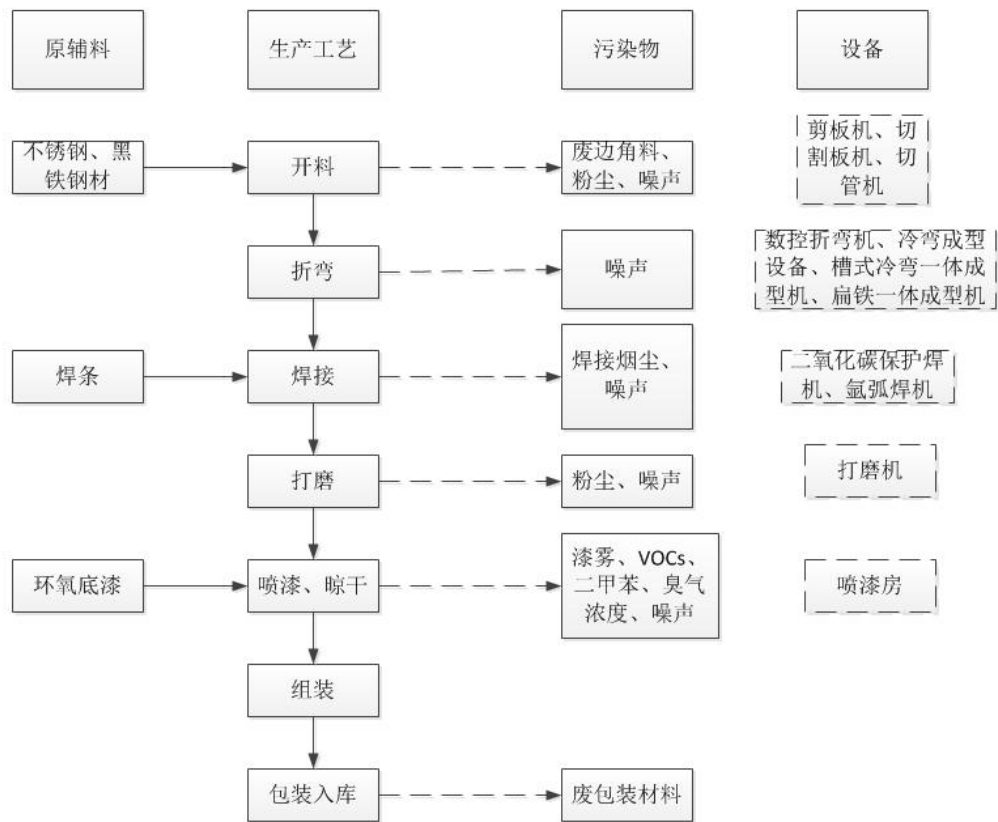 原辅料
生产工艺
污染物
设备
不锈钢、黑
铁钢材
开料
废边角料、
粉尘、噪声
剪板机、切
割板机、切
管机
折弯
噪声
数控折弯机、冷弯成型
设备、槽式冷弯一体成
型机、扁铁一体成型机
焊条
焊接
焊接烟尘、
噪声
二氧化碳保护焊
机、氩弧焊机
打磨
粉尘、噪声
打磨机
环氧底漆
喷漆、晾干
漆雾、VOCs、
二甲苯、臭气
浓度、噪声
喷漆房
组装
包装入库
废包装材料